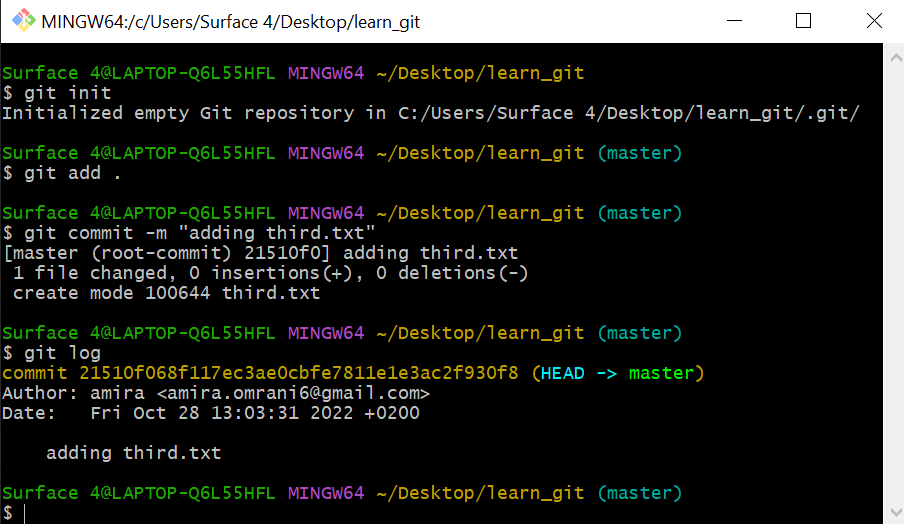 MINGW64:/c/Users/Surface 4/Desktop/learn_git
Surface 4@LAPTOP-Q6L55HFL MINGW64 ~/Desktop/learn_git
$ git init
Initialized empty Git repository in C:/Users/Surface 4/Desktop/learn_git/.git/
Surface 4@LAPTOP-Q6L55HFL MINGW64 ~/Desktop/learn_git (master)
$ git add .
Surface 4@LAPTOP-Q6L55HFL MINGW64 ~/Desktop/learn_git (master)
$ git commit -m "adding third.txt"
[master (root-commit) 21510f0] adding third.txt
 1 file changed, 0 insertions(+), 0 deletions(-)
 create mode 100644 third.txt
Surface 4@LAPTOP-Q6L55HFL MINGW64 ~/Desktop/learn_git (master)
$ git log
commit 21510f068f117ec3ae0cbfe7811e1e3ac2f930f8 (HEAD -> master)
Author: amira <amira.omrani6@gmail.com>
Date:   Fri Oct 28 13:03:31 2022 +0200
    adding third.txt
Surface 4@LAPTOP-Q6L55HFL MINGW64 ~/Desktop/learn_git (master)
$